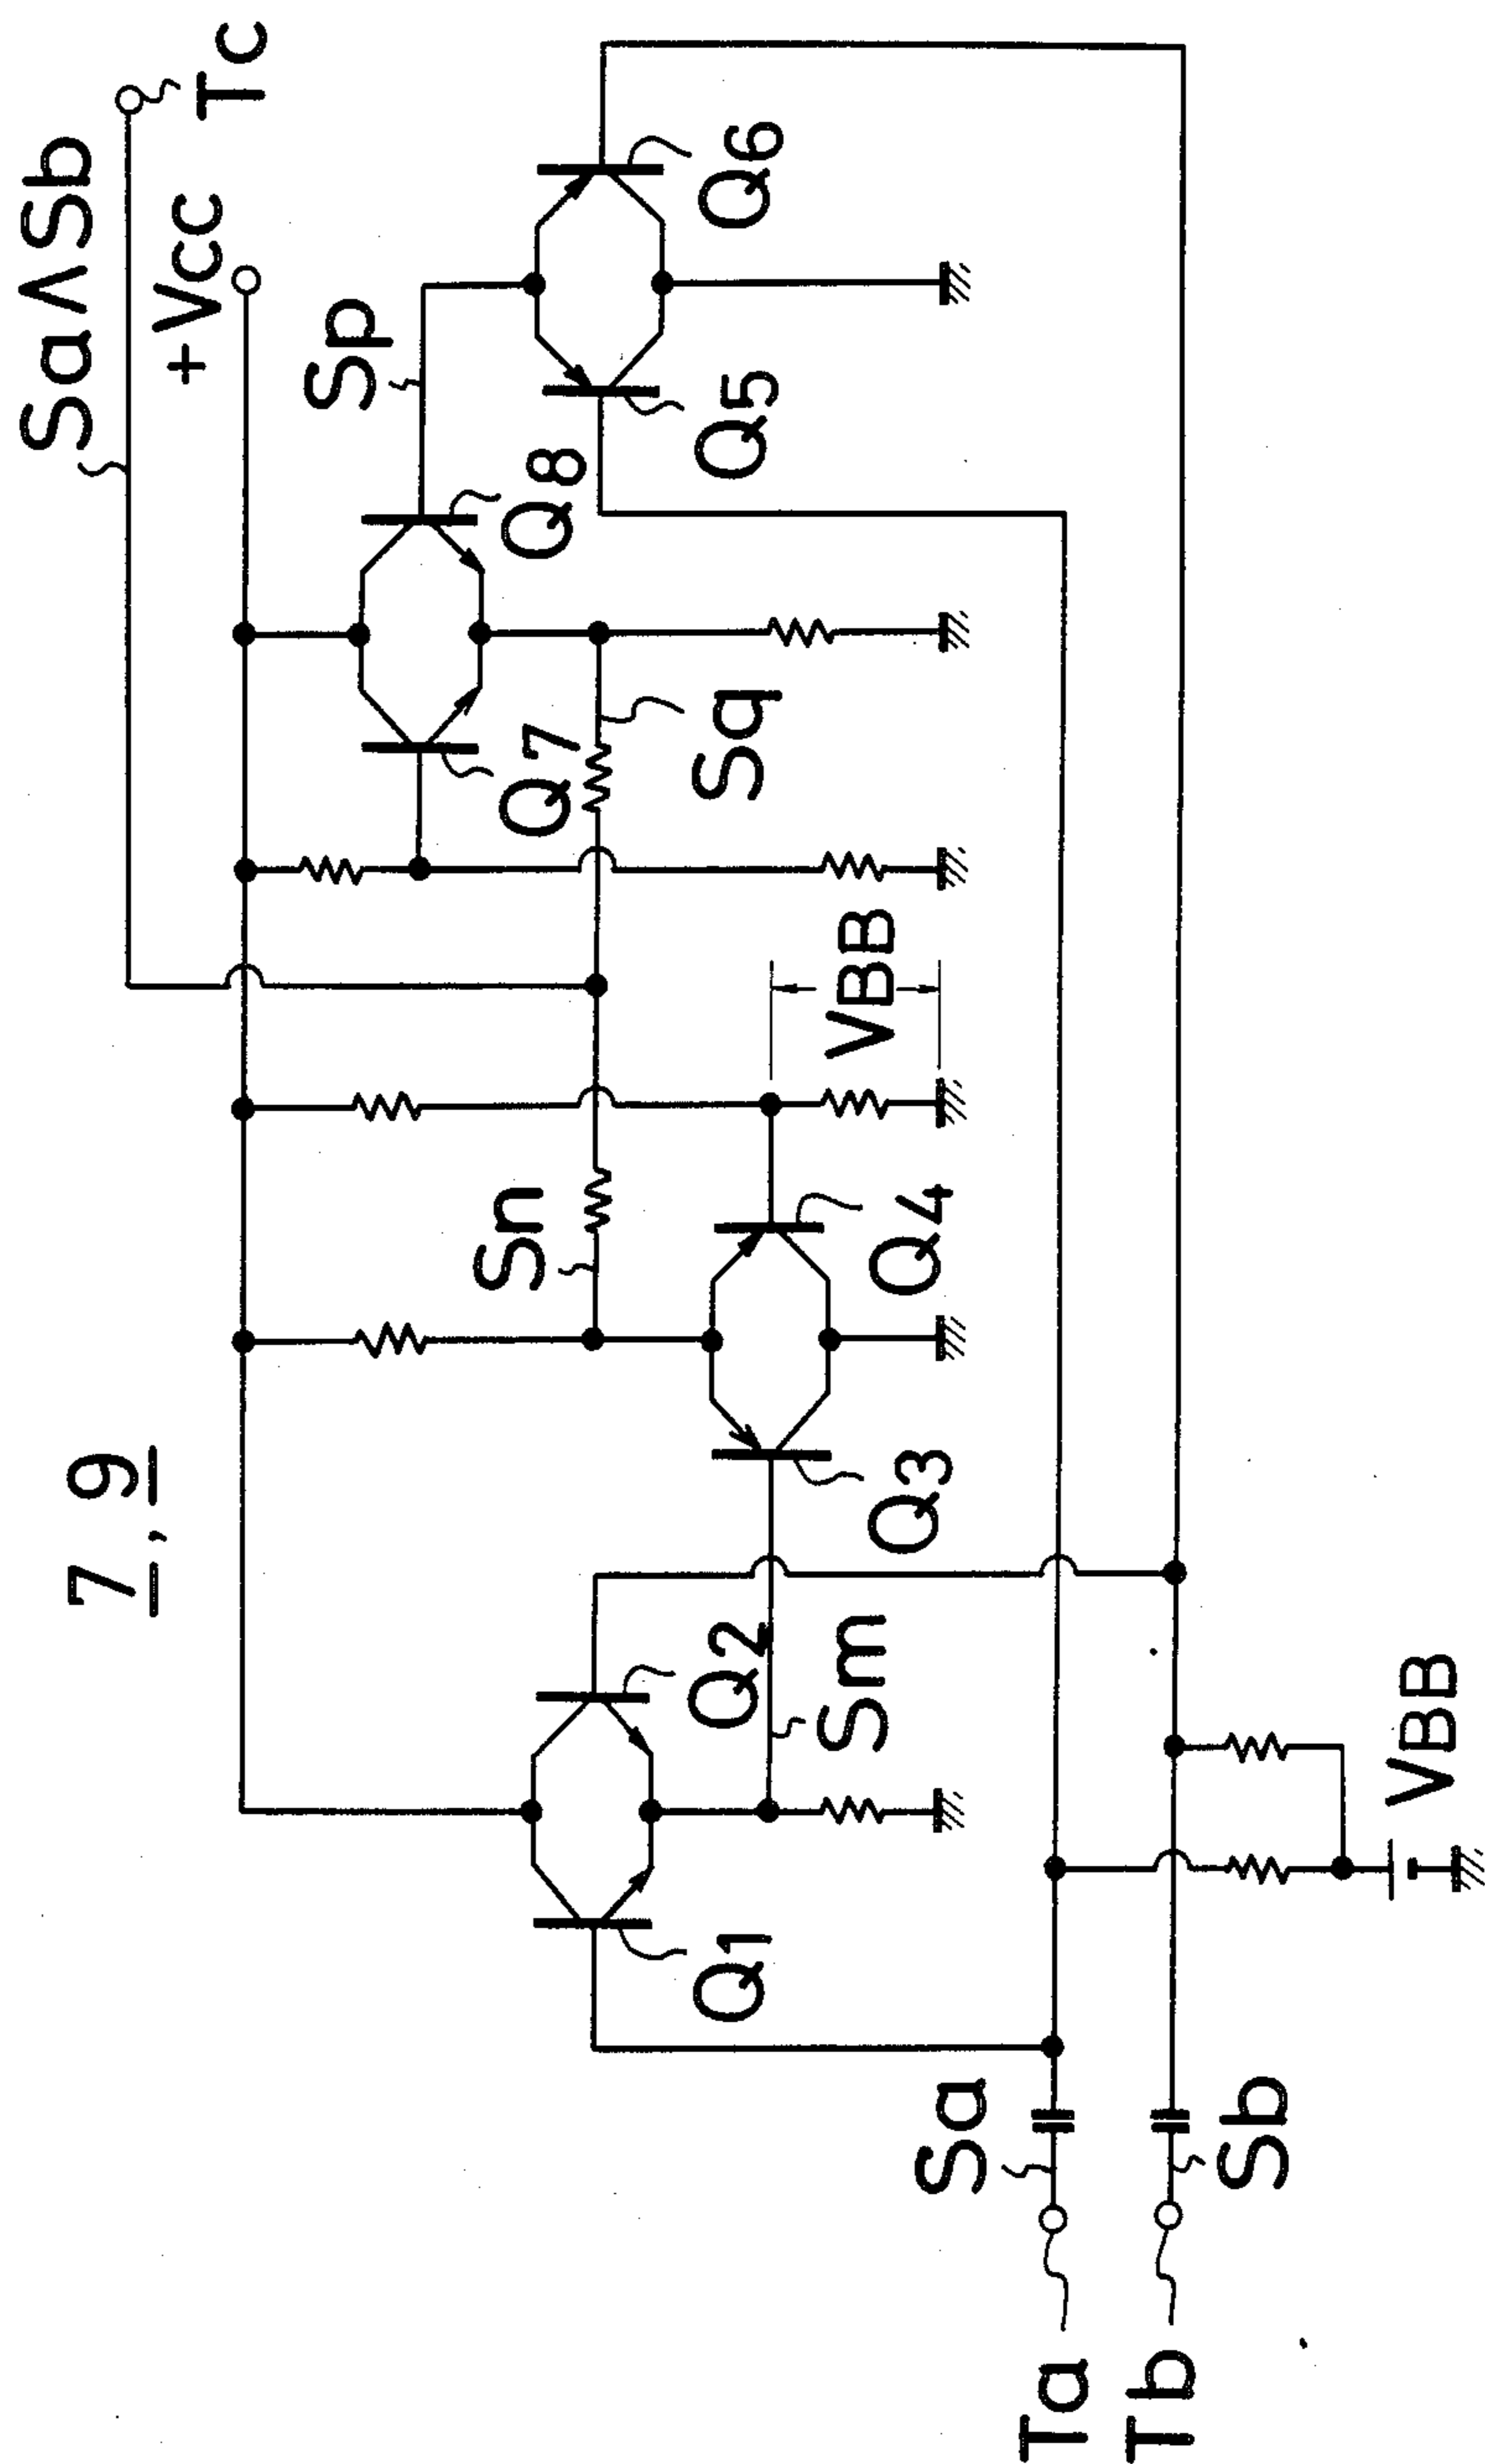 7, 9
Sa∧Sb
Tc
+Vcc
Sp
Q8
Q6
Q7
Q5
Sn
Sq
Q2
Q4
VBB
Q1
Q3
Sm
Sa
Ta
Tb
Sb
VBB